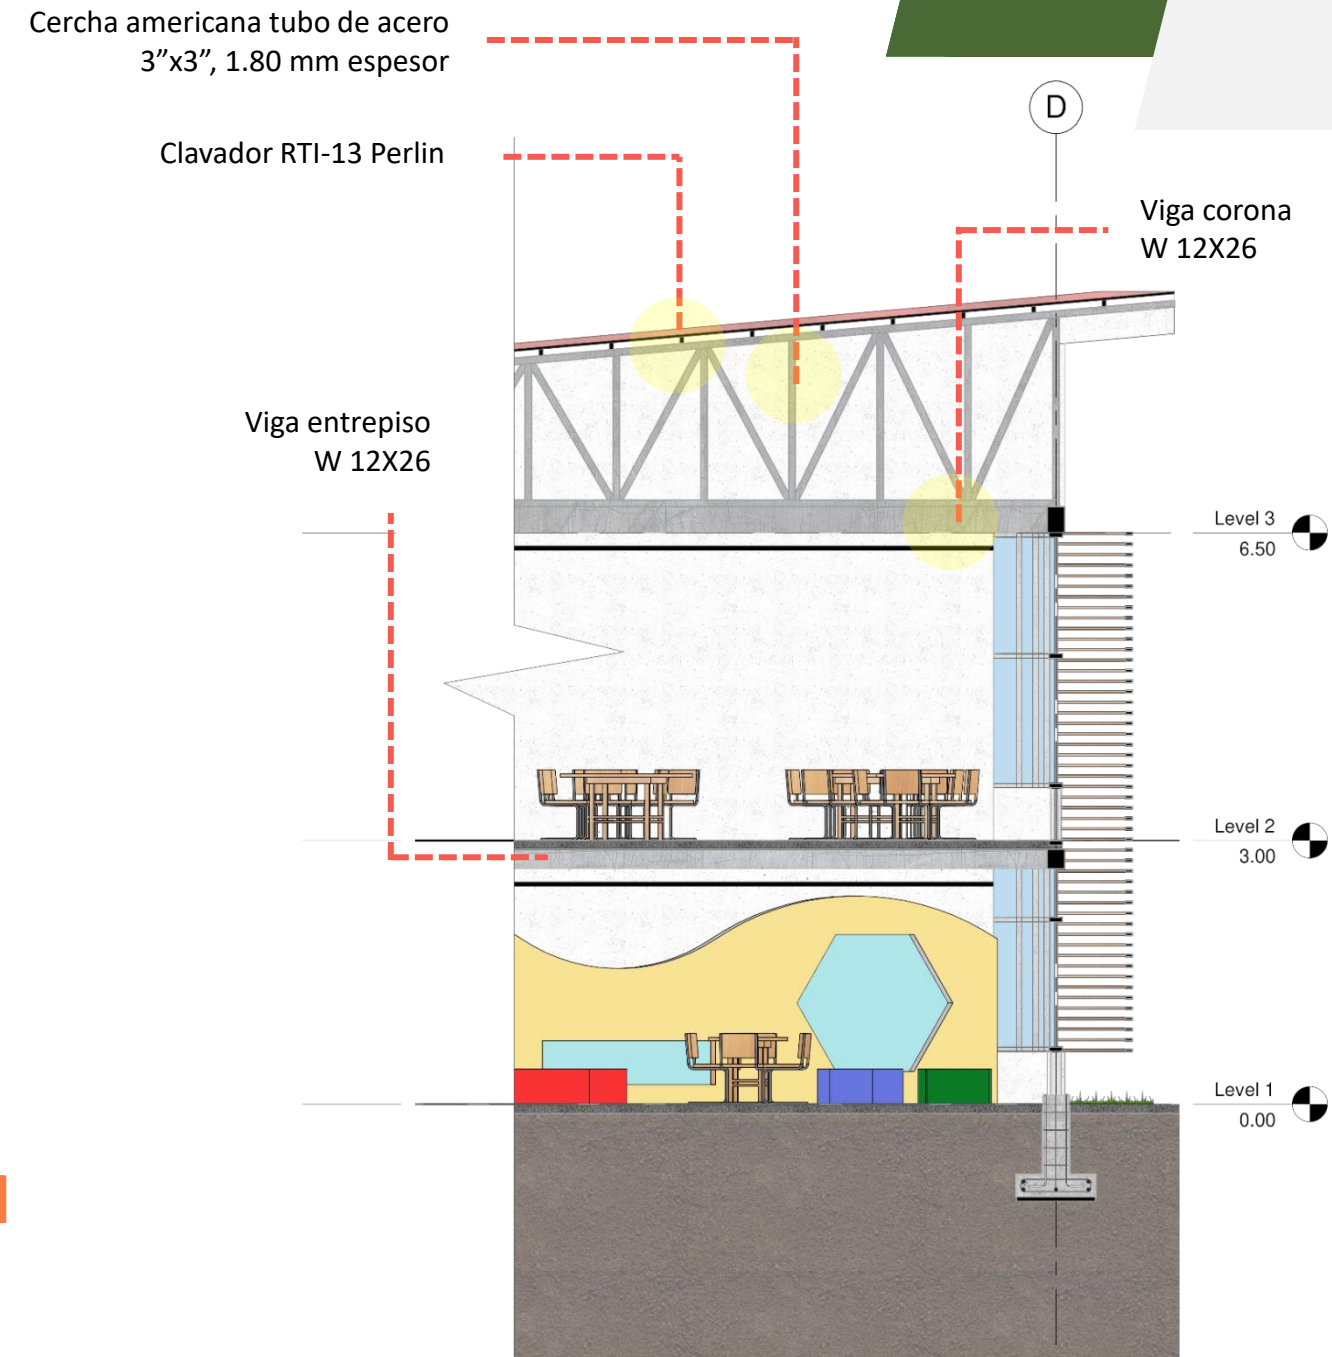 Cercha americana tubo de acero
3”x3”, 1.80 mm espesor
D
Clavador RTI-13 Perlin
Viga corona
W 12X26
Viga entrepiso
W 12X26
Level 3
6.50
Level 2
3.00
Level 1
0.00